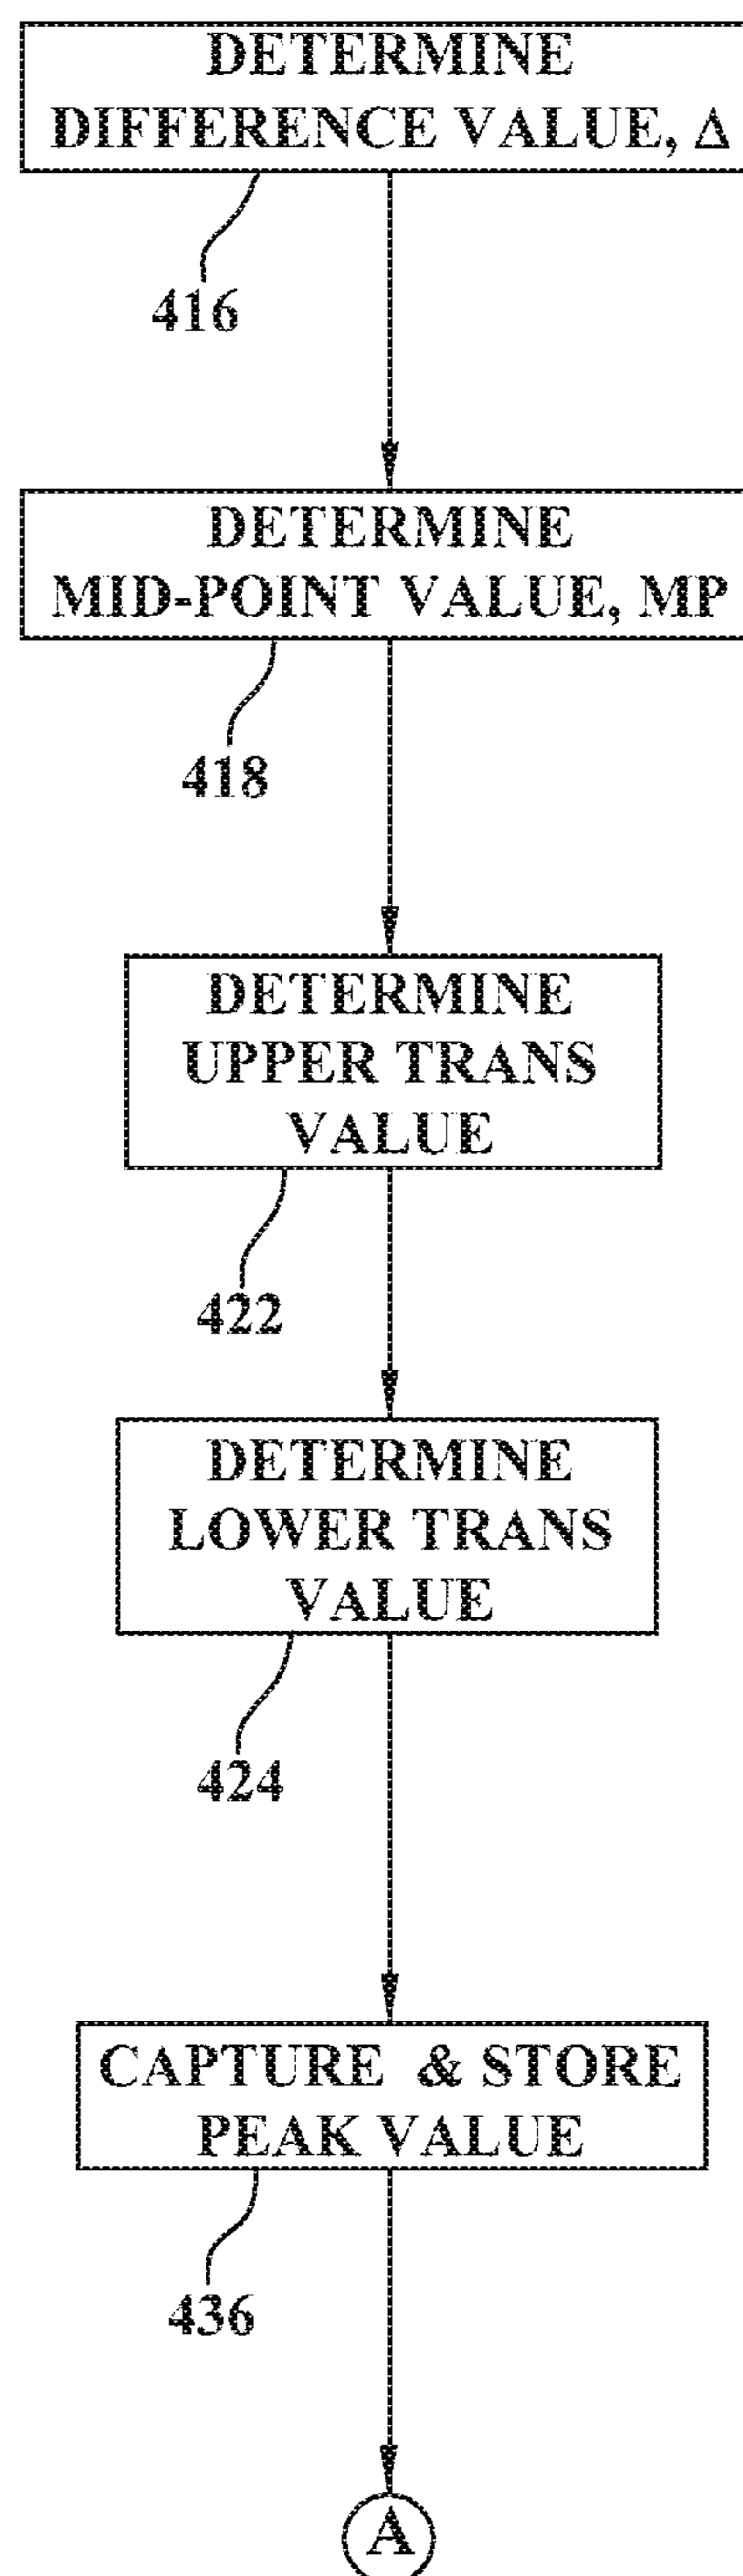 DETERMINE
DIFFERENCE VALUE, Δ
416
DETERMINE
MID-POINT VALUE, MP
418
DETERMINE
UPPER TRANS
VALUE
422
DETERMINE
LOWER TRANS
VALUE
424
CAPTURE & STORE
PEAK VALUE
436
A